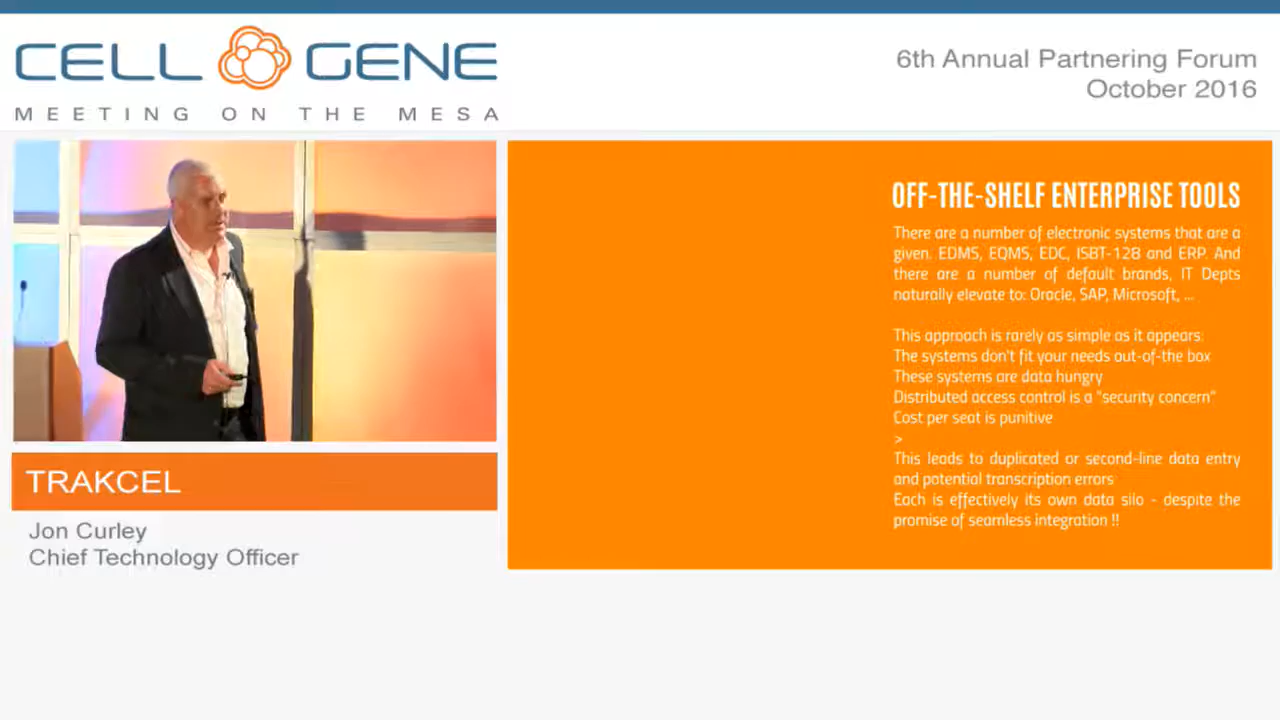 CELL GENE
MEETING ON THE MESA
6th Annual Partnering Forum
October 2016
TRAKCEL
Jon Curley
Chief Technology Officer
OFF-THE-SHELF ENTERPRISE TOOLS
There are a number of electronic systems that are a
given. EDMS, EQMS, EDC, ISBT-128 and ERP. And
there are a number of default brands, IT Depts
naturally elevate to: Oracle, SAP, Microsoft, ...
This approach is rarely as simple as it appears:
The systems don't fit your needs out-of-the box
These systems are data hungry
Distributed access control is a "security concern"
Cost per seat is punitive
>
This leads to duplicated or second-line data entry
and potential transcription errors
Each is effectively its own data silo - despite the
promise of seamless integration !!